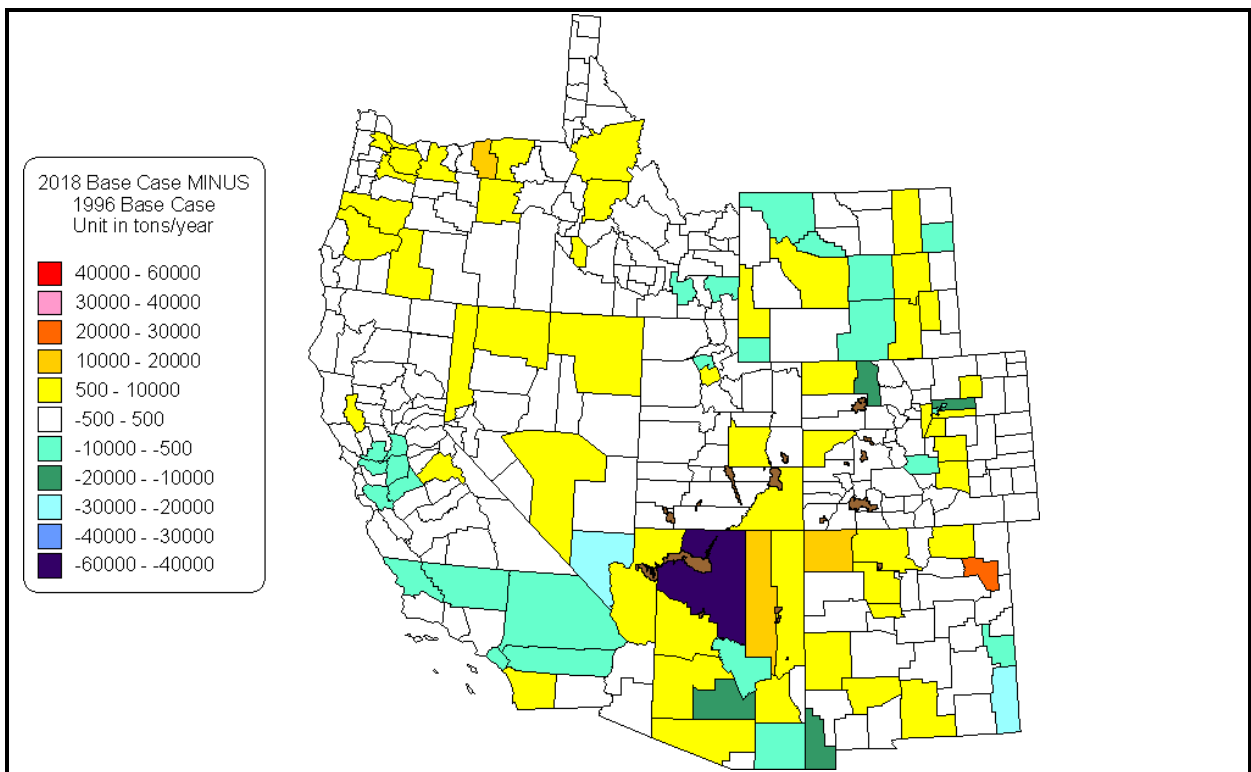 2018 Base Case MINUS
1996 Base Case
Unit in tons/year
40000 - 60000
30000 - 40000
20000 - 30000
10000 - 20000
500 - 10000
-500 - 500
-10000 - -500
-20000 - -10000
-30000 - -20000
-40000 - -30000
-60000 - -40000